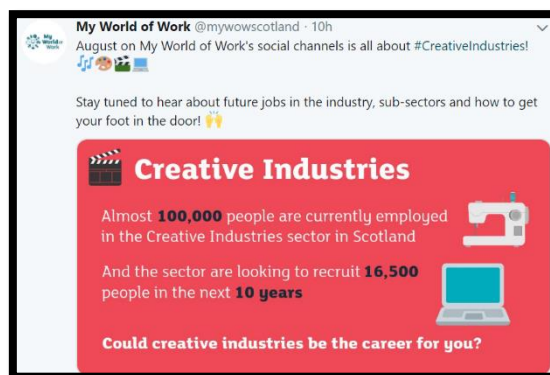 My World of Work @mywowscotland · 10h
August on My World of Work's social channels is all about #CreativeIndustries!
🎶🎨🎬💻
Stay tuned to hear about future jobs in the industry, sub-sectors and how to get
your foot in the door! 🙌
My
World of
Work
Creative Industries
Almost 100,000 people are currently employed
in the Creative Industries sector in Scotland
And the sector are looking to recruit 16,500
people in the next 10 years
Could creative industries be the career for you?